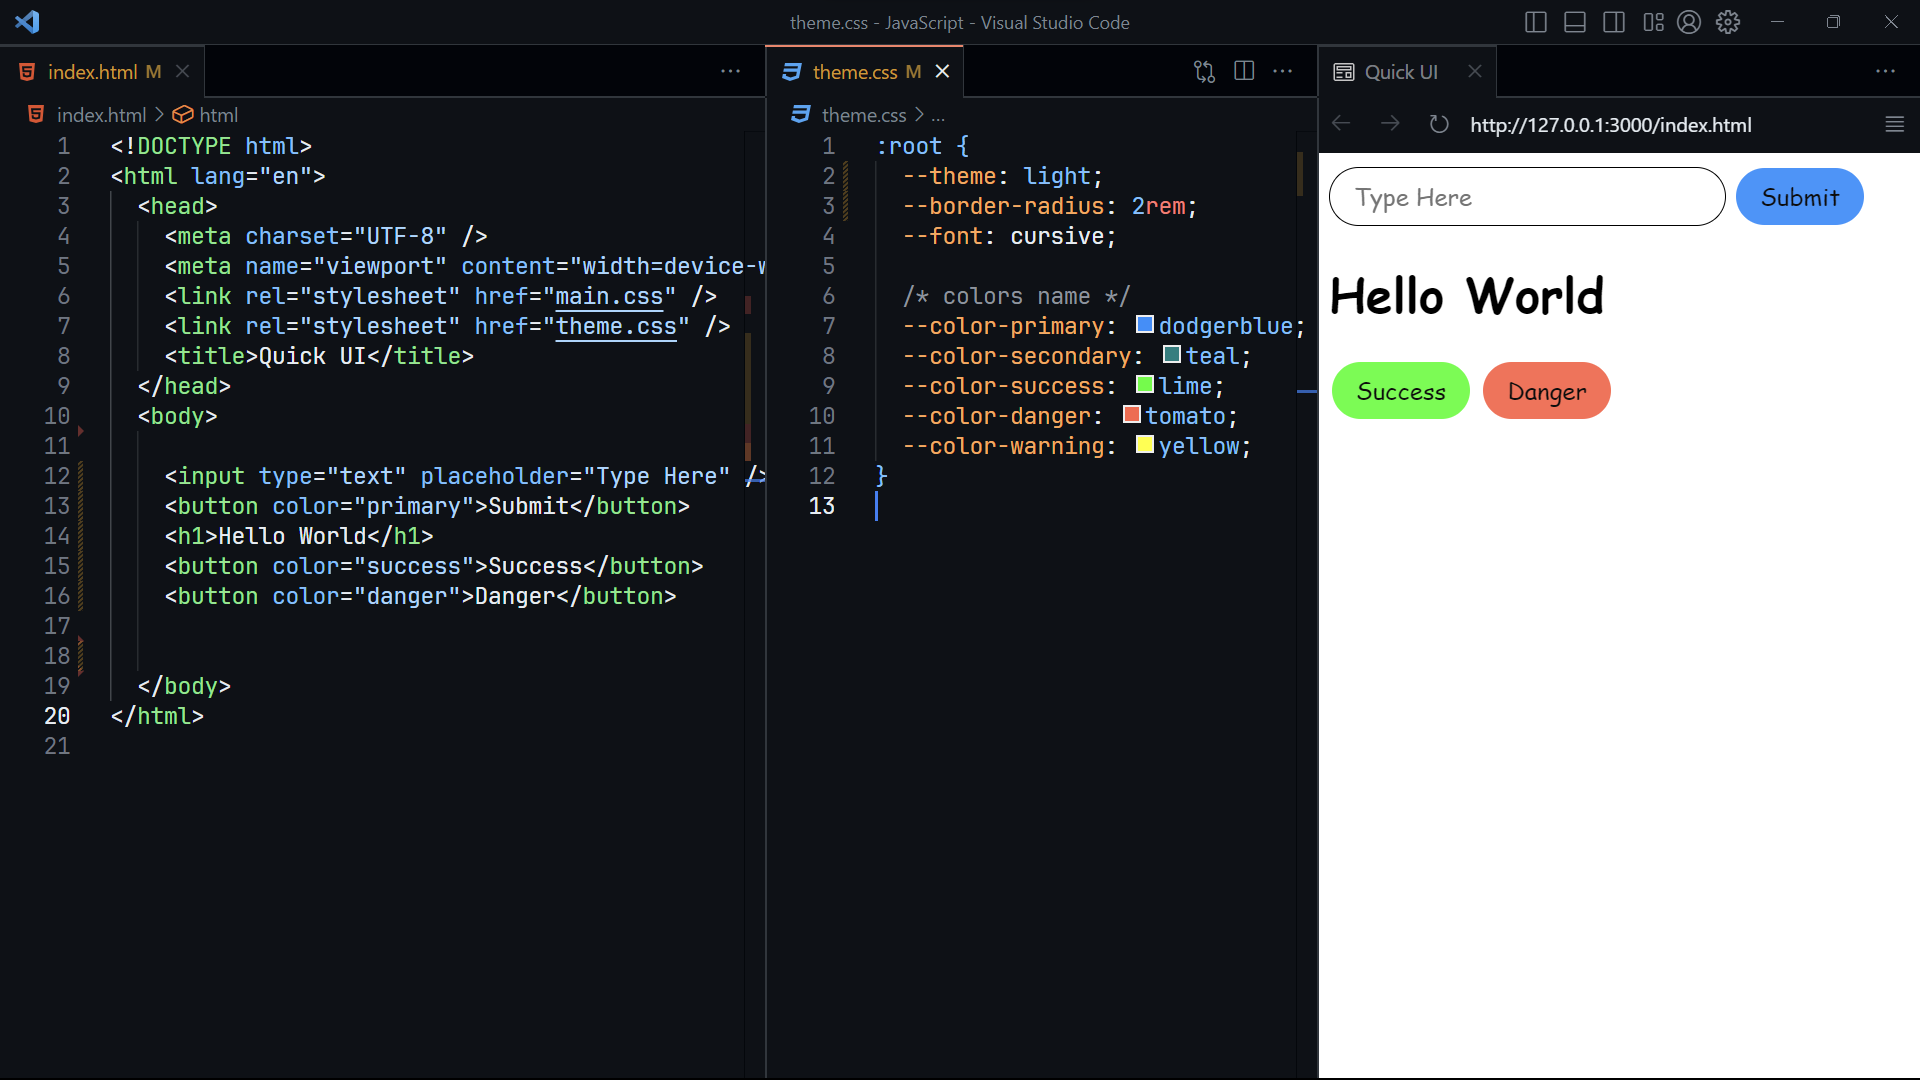 theme.css - JavaScript - Visual Studio Code
index.html M
index.html > html
1 <!DOCTYPE html>
2 <html lang="en">
3 <head>
4 <meta charset="UTF-8" />
5 <meta name="viewport" content="width=device-w
6 <link rel="stylesheet" href="main.css" />
7 <link rel="stylesheet" href="theme.css" />
8 <title>Quick UI</title>
9 </head>
10 <body>
11
12 <input type="text" placeholder="Type Here" />
13 <button color="primary">Submit</button>
14 <h1>Hello World</h1>
15 <button color="success">Success</button>
16 <button color="danger">Danger</button>
17
18
19 </body>
20 </html>
21
theme.css M
theme.css > ...
1 :root {
2 --theme: light;
3 --border-radius: 2rem;
4 --font: cursive;
5
6 /* colors name */
7 --color-primary: dodgerblue;
8 --color-secondary: teal;
9 --color-success: lime;
10 --color-danger: tomato;
11 --color-warning: yellow;
12 }
13
Quick UI
http://127.0.0.1:3000/index.html
Type Here Submit
Hello World
Success Danger